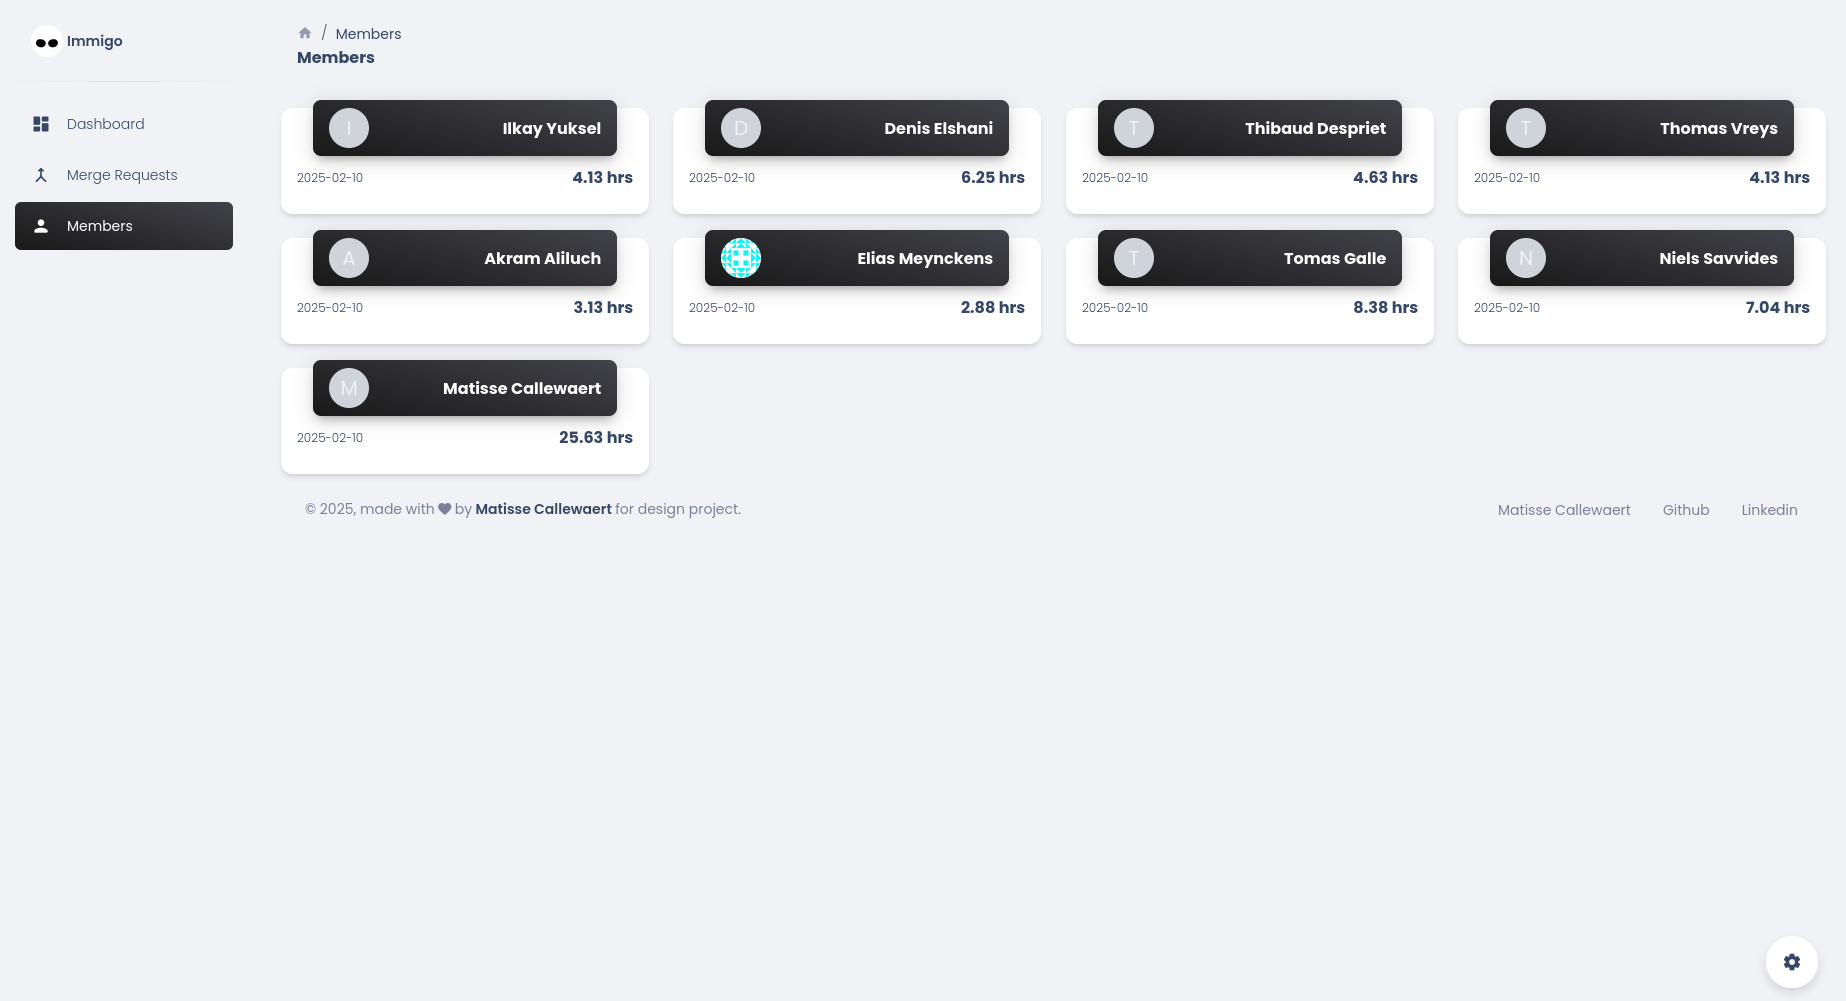 Immigo
Dashboard
Merge Requests
Members
/ Members
Members
I Ilkay Yuksel
2025-02-10 4.13 hrs
D Denis Elshani
2025-02-10 6.25 hrs
T Thibaud Despriet
2025-02-10 4.63 hrs
T Thomas Vreys
2025-02-10 4.13 hrs
A Akram Aliluch
2025-02-10 3.13 hrs
Elias Meynckens
2025-02-10 2.88 hrs
T Tomas Galle
2025-02-10 8.38 hrs
N Niels Savvides
2025-02-10 7.04 hrs
M Matisse Callewaert
2025-02-10 25.63 hrs
© 2025, made with ♥ by Matisse Callewaert for design project.
Matisse Callewaert Github Linkedin